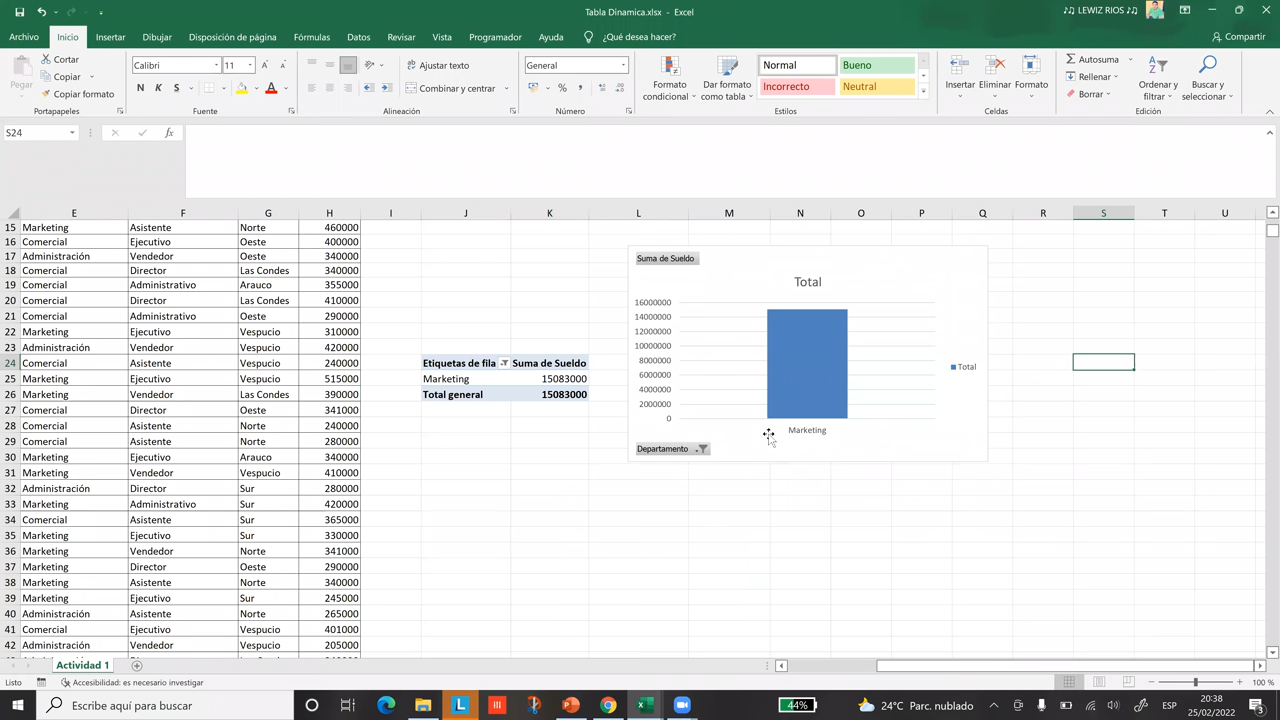 Tabla Dinamica.xlsx - Excel
LEWIZ RIOS
Archivo Inicio Insertar Dibujar Disposición de página Fórmulas Datos Revisar Vista Programador Ayuda ¿Qué desea hacer? Compartir
Pegar
Cortar
Copiar
Copiar formato
Portapapeles
Calibri 11
N K S
Fuente
Ajustar texto
Combinar y centrar
Alineación
General
Número
Formato condicional
Dar formato como tabla
Normal Bueno
Incorrecto Neutral
Estilos
Insertar Eliminar Formato
Celdas
Autosuma
Rellenar
Borrar
Ordenar y filtrar
Buscar y seleccionar
Edición
S24 fx
E F G H I J K L M N O P Q R S T U
15 Marketing Asistente Norte 460000
16 Comercial Ejecutivo Oeste 400000
17 Administración Vendedor Oeste 340000
18 Comercial Director Las Condes 340000
19 Comercial Administrativo Arauco 355000
20 Comercial Director Las Condes 410000
21 Comercial Administrativo Oeste 290000
22 Marketing Ejecutivo Vespucio 310000
23 Administración Vendedor Vespucio 420000
24 Comercial Asistente Vespucio 240000
25 Marketing Ejecutivo Vespucio 515000
26 Marketing Vendedor Las Condes 390000
27 Comercial Director Oeste 341000
28 Comercial Asistente Norte 240000
29 Comercial Asistente Norte 280000
30 Marketing Ejecutivo Arauco 340000
31 Marketing Vendedor Vespucio 410000
32 Administración Director Sur 280000
33 Marketing Administrativo Sur 420000
34 Comercial Asistente Sur 365000
35 Marketing Ejecutivo Sur 330000
36 Marketing Vendedor Norte 341000
37 Marketing Director Oeste 290000
38 Marketing Asistente Norte 340000
39 Marketing Ejecutivo Sur 245000
40 Administración Asistente Norte 265000
41 Comercial Ejecutivo Vespucio 401000
42 Administración Vendedor Vespucio 205000
Etiquetas de fila Suma de Sueldo
Marketing 15083000
Total general 15083000
Suma de Sueldo
Total
16000000
14000000
12000000
10000000
8000000
6000000
4000000
2000000
0
Marketing
Total
Departamento
Actividad 1
Listo Accesibilidad: es necesario investigar 100 %
Escribe aquí para buscar
44%
24°C Parc. nublado
ESP
20:38
25/02/2022
3